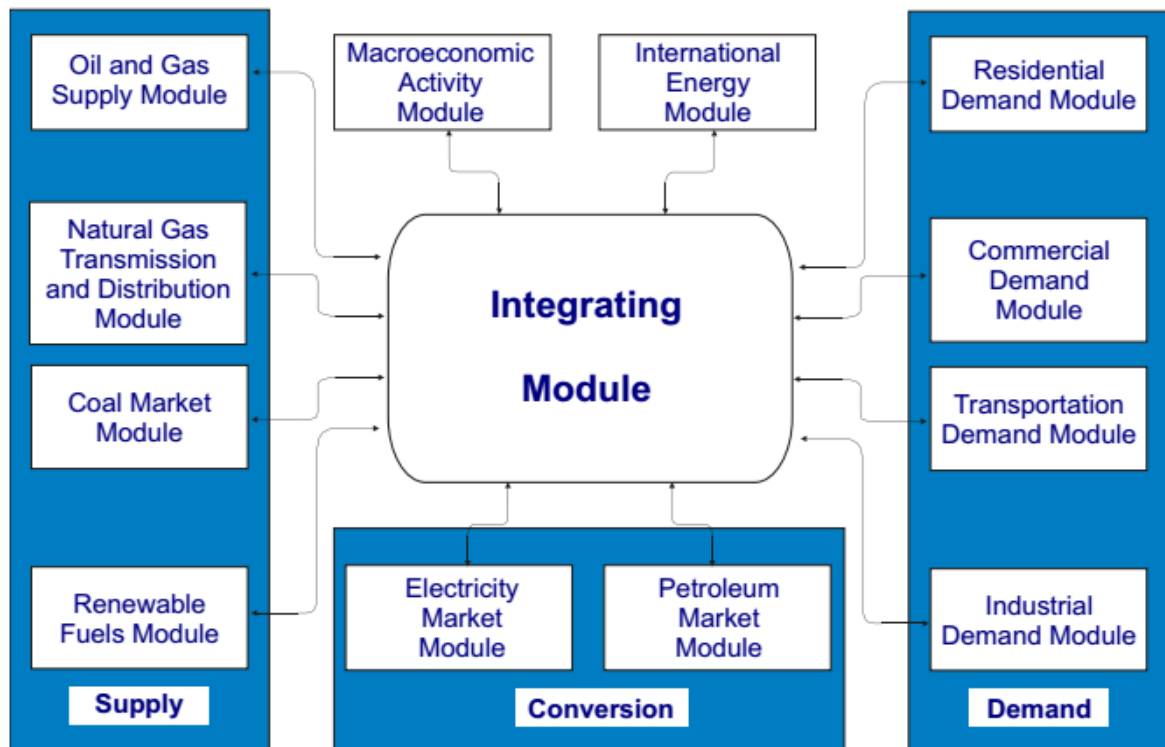 Oil and Gas
Supply Module
Natural Gas
Transmission
and Distribution
Module
Coal Market
Module
Renewable
Fuels Module
Supply
Macroeconomic
Activity
Module
International
Energy
Module
Integrating
Module
Electricity
Market
Module
Petroleum
Market
Module
Conversion
Residential
Demand Module
Commercial
Demand
Module
Transportation
Demand Module
Industrial
Demand Module
Demand